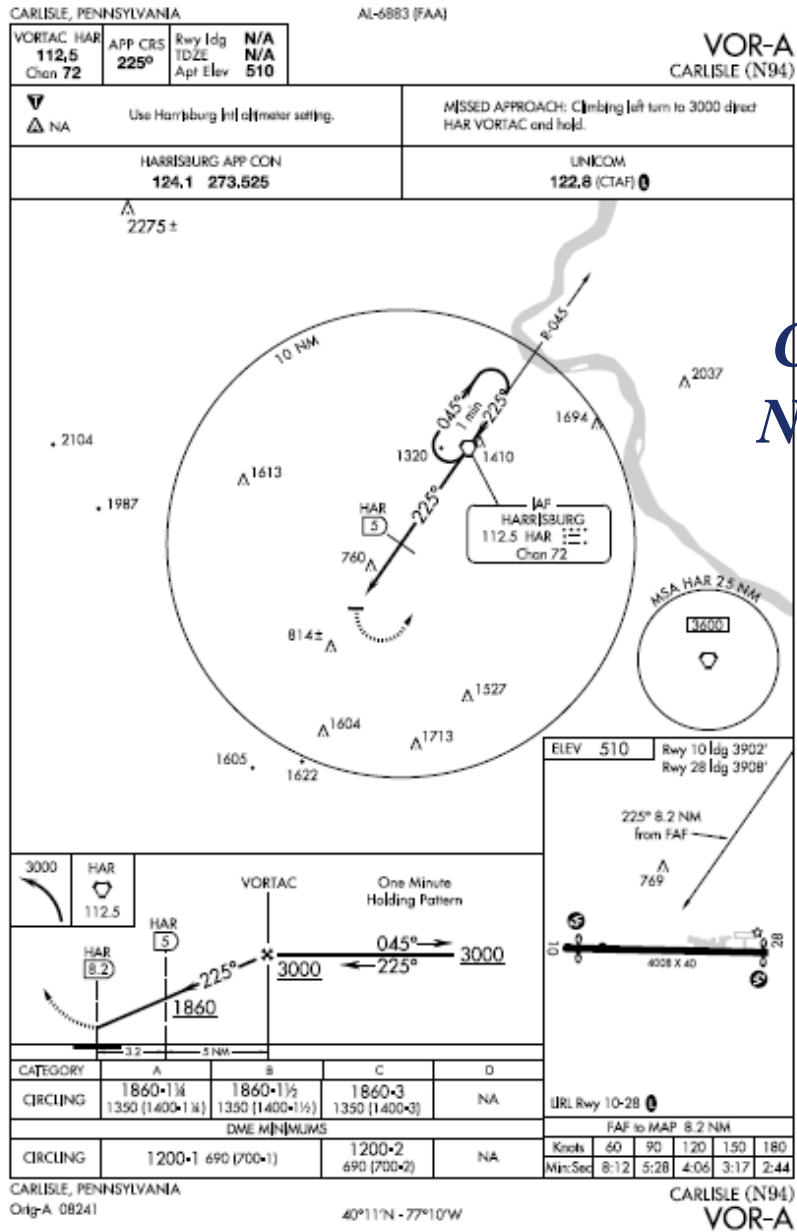 CARLISLE, PENNSYLVANIA
AL-6883 (FAA)
VORTAC HAR
112.5
Chan 72
APP CRS
225°
Rwy ldg N/A
TDZE N/A
Apt Elev 510
VOR-A
CARLISLE (N94)
T
A NA
Use Harrisburg Intl altimeter setting.
MISSED APPROACH: Climbing left turn to 3000 direct
HAR VORTAC and hold.
HARRISBURG APP CON
124.1 273.525
UNICOM
122.8 (CTAF) L
2275 ±
R-045
10 NM
2037
045°
1 min
225°
1694
2104
1320
1410
1613
1987
225°
HAR
5
IAF
HARRISBURG
112.5 HAR
Chan 72
760
MSA HAR 25 NM
3600
814±
1527
1604
1713
1605
1622
ELEV 510
Rwy 10 ldg 3902'
Rwy 28 ldg 3908'
225° 8.2 NM
from FAF
769
10
28
4008 X 40
LIRL Rwy 10-28 L
3000
HAR
112.5
VORTAC
One Minute
Holding Pattern
HAR
5
HAR
8.2
045°
225°
3000
225°
3000
1860
3.2
5 NM
CATEGORY A B C D
CIRCLING 1860-1¼ 1860-1½ 1860-3 NA
1350 (1400-1¼) 1350 (1400-1½) 1350 (1400-3)
DME MINIMUMS
CIRCLING 1200-1 690 (700-1) 1200-2 NA
690 (700-2)
FAF to MAP 8.2 NM
Knots 60 90 120 150 180
Min:Sec 8:12 5:28 4:06 3:17 2:44
CARLISLE, PENNSYLVANIA
Orig-A 08241
40°11'N - 77°10'W
CARLISLE (N94)
VOR-A